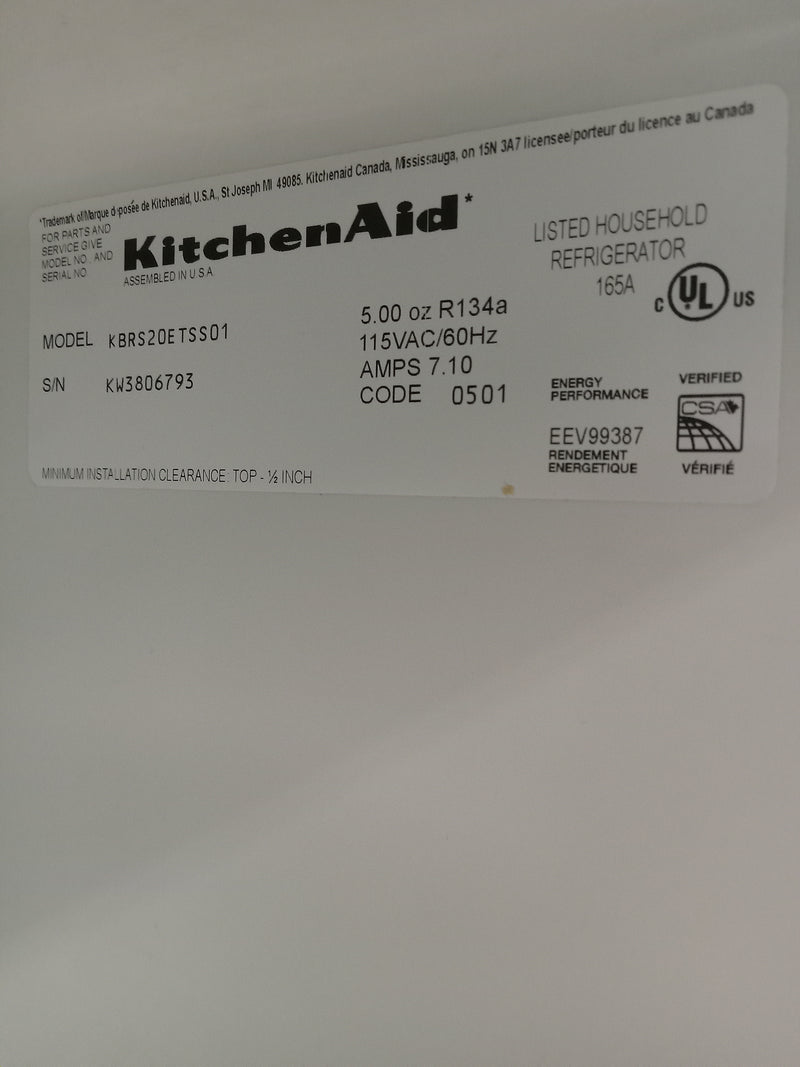 *Trademark of/Marque déposée de Kitchenaid, U.S.A., St Joseph MI 49085. Kitchenaid Canada, Mississauga, on 15N 3A7 licensee/porteur du licence au Canada
FOR PARTS AND
SERVICE GIVE
MODEL NO. AND
SERIAL NO.
KitchenAid*
ASSEMBLED IN U.S.A.
LISTED HOUSEHOLD
REFRIGERATOR
165A
C UL US
MODEL KBRS20ETSS01
S/N KW3806793
5.00 oz R134a
115VAC/60Hz
AMPS 7.10
CODE 0501
ENERGY
PERFORMANCE
EEV99387
RENDEMENT
ENERGETIQUE
VERIFIED
CSA
VÉRIFIÉ
MINIMUM INSTALLATION CLEARANCE: TOP - ½ INCH